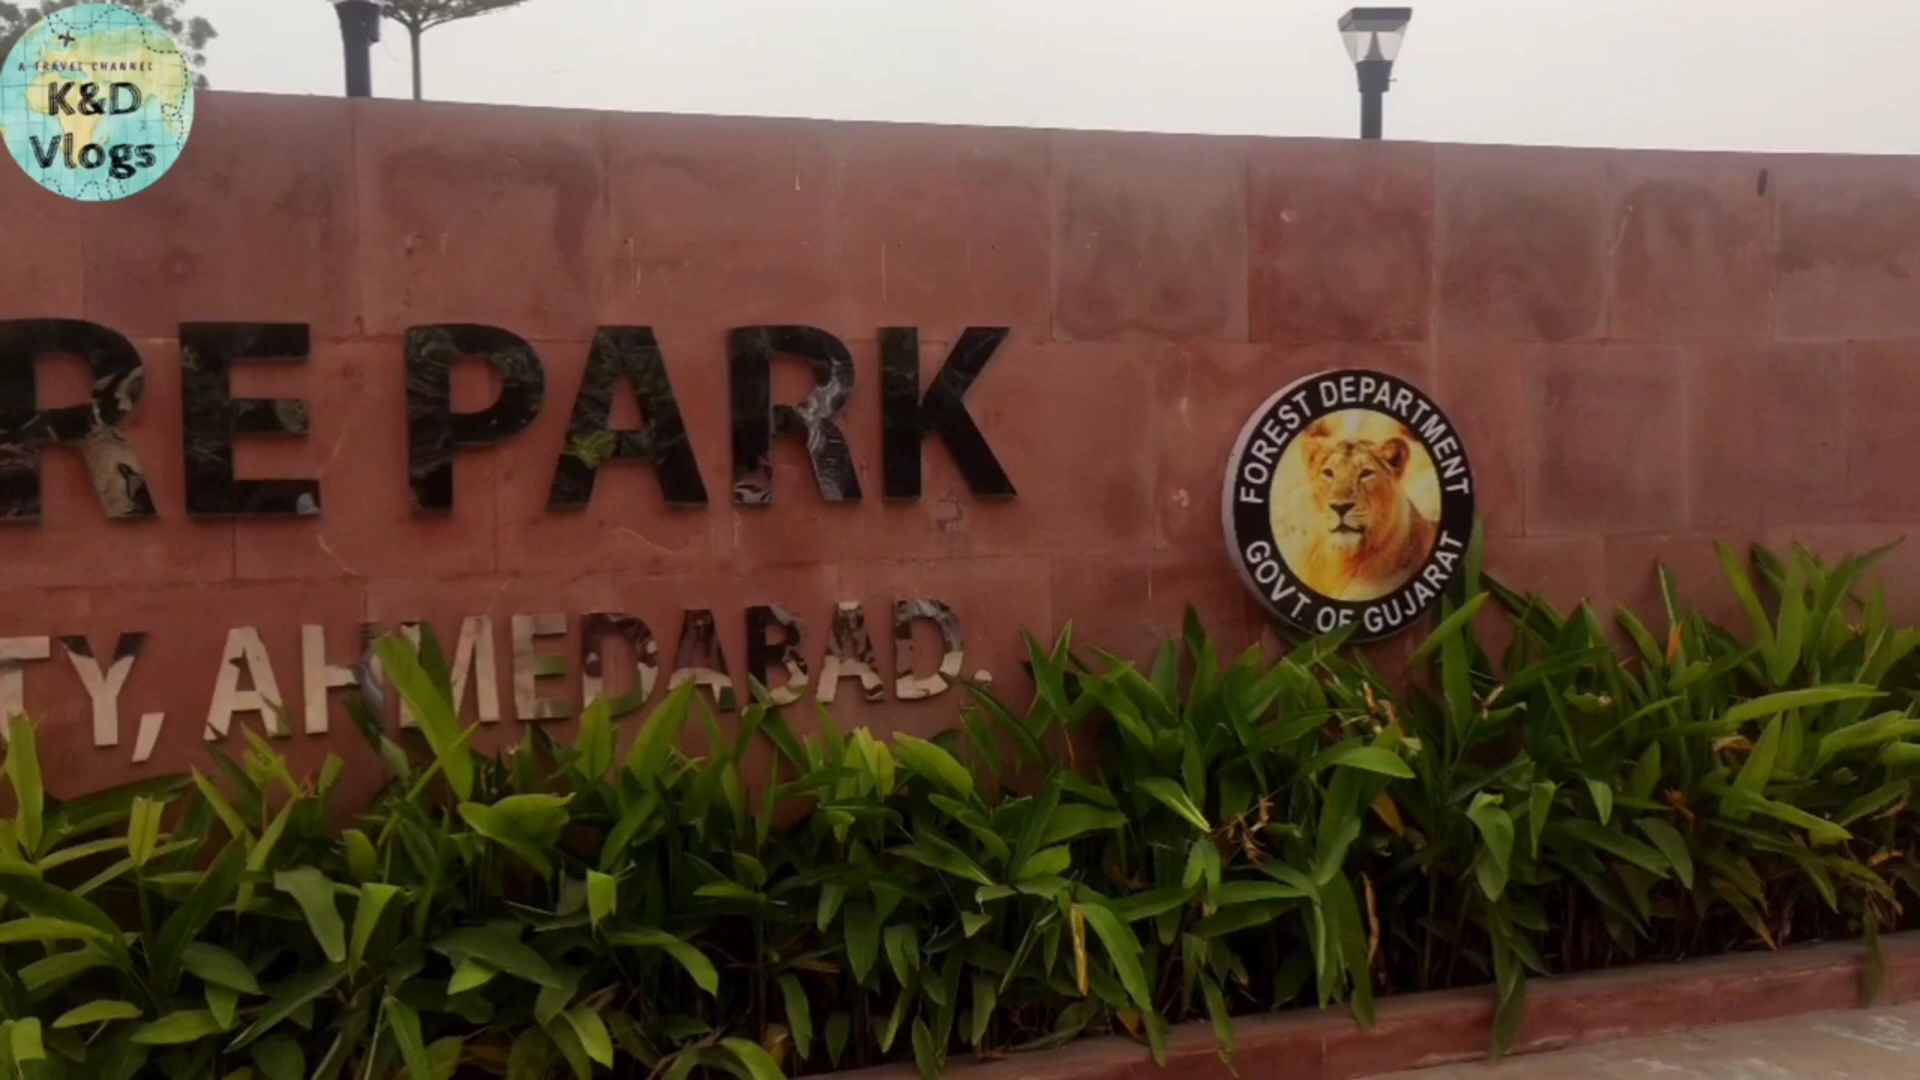 A TRAVEL CHANNEL
K&D
Vlogs
RE PARK
TY, AHMEDABAD.
FOREST DEPARTMENT
GOVT. OF GUJARAT